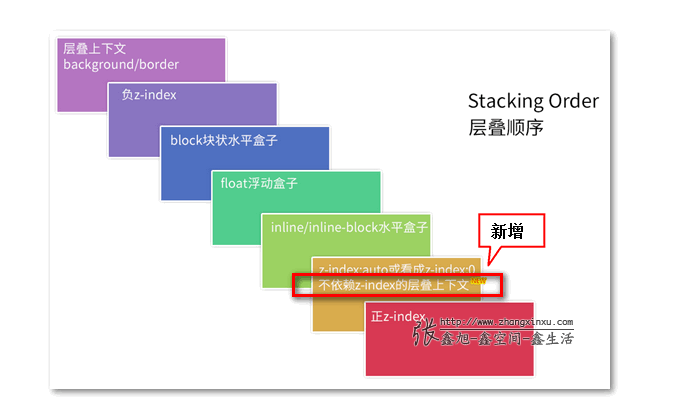 层叠上下文
background/border
负z-index
block块状水平盒子
Stacking Order
层叠顺序
float浮动盒子
inline/inline-block水平盒子
新增
z-index:auto或看成z-index:0
不依赖z-index的层叠上下文
NEW
正z-index
http://www.zhangxinxu.com
张鑫旭-鑫空间-鑫生活